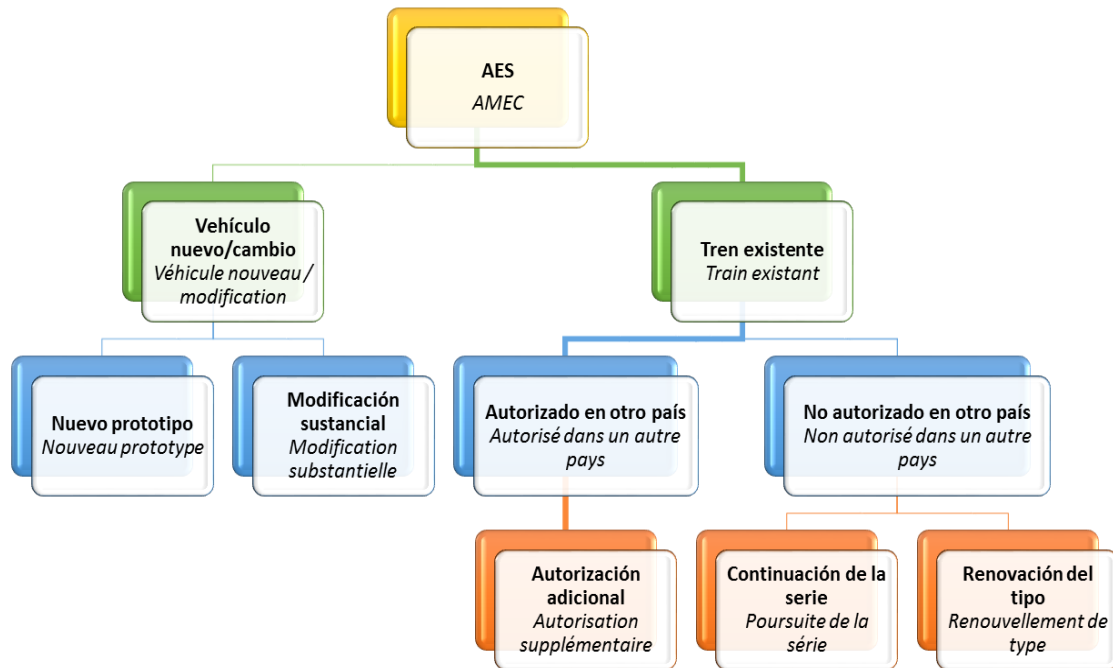 AES
AMEC
Vehículo
nuevo/cambio
Véhicule nouveau /
modification
Tren existente
Train existant
Nuevo prototipo
Nouveau prototype
Modificación
sustancial
Modification
substantielle
Autorizado en otro país
Autorisé dans un autre
pays
No autorizado en otro país
Non autorisé dans un autre
pays
Autorización
adicional
Autorisation
supplémentaire
Continuación de la
serie
Poursuite de la
série
Renovación del
tipo
Renouvellement de
type